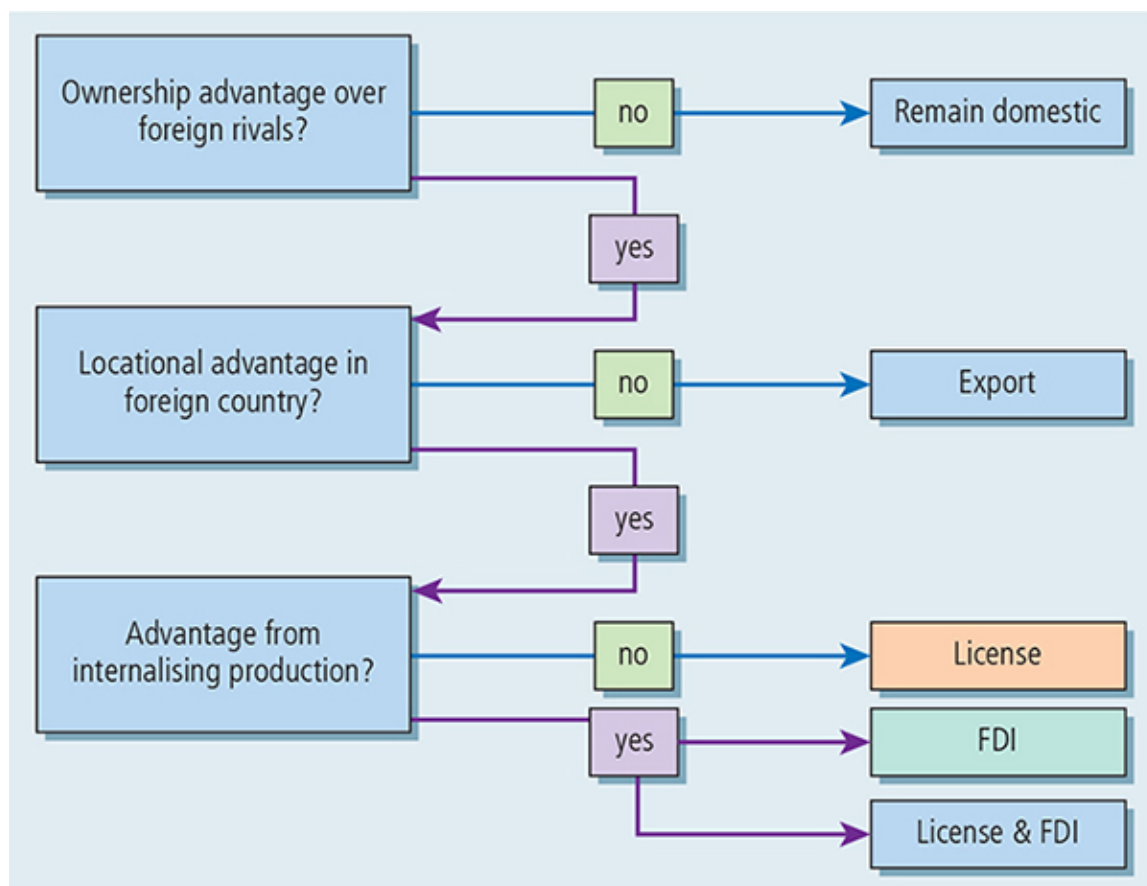 Ownership advantage over
foreign rivals?
no
Remain domestic
yes
Locational advantage in
foreign country?
no
Export
yes
Advantage from
internalising production?
no
License
yes
FDI
License & FDI